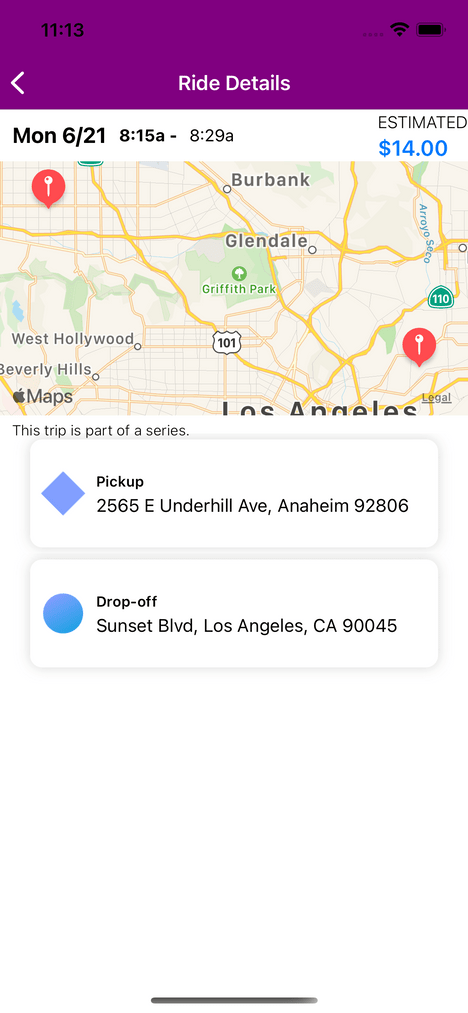 11:13
Ride Details
Mon 6/21 8:15a - 8:29a
ESTIMATED
$14.00
Burbank
Arroyo Seco
Glendale
Griffith Park
110
West Hollywood
101
Beverly Hills
Maps
Legal
Los Angeles
This trip is part of a series.
Pickup
2565 E Underhill Ave, Anaheim 92806
Drop-off
Sunset Blvd, Los Angeles, CA 90045